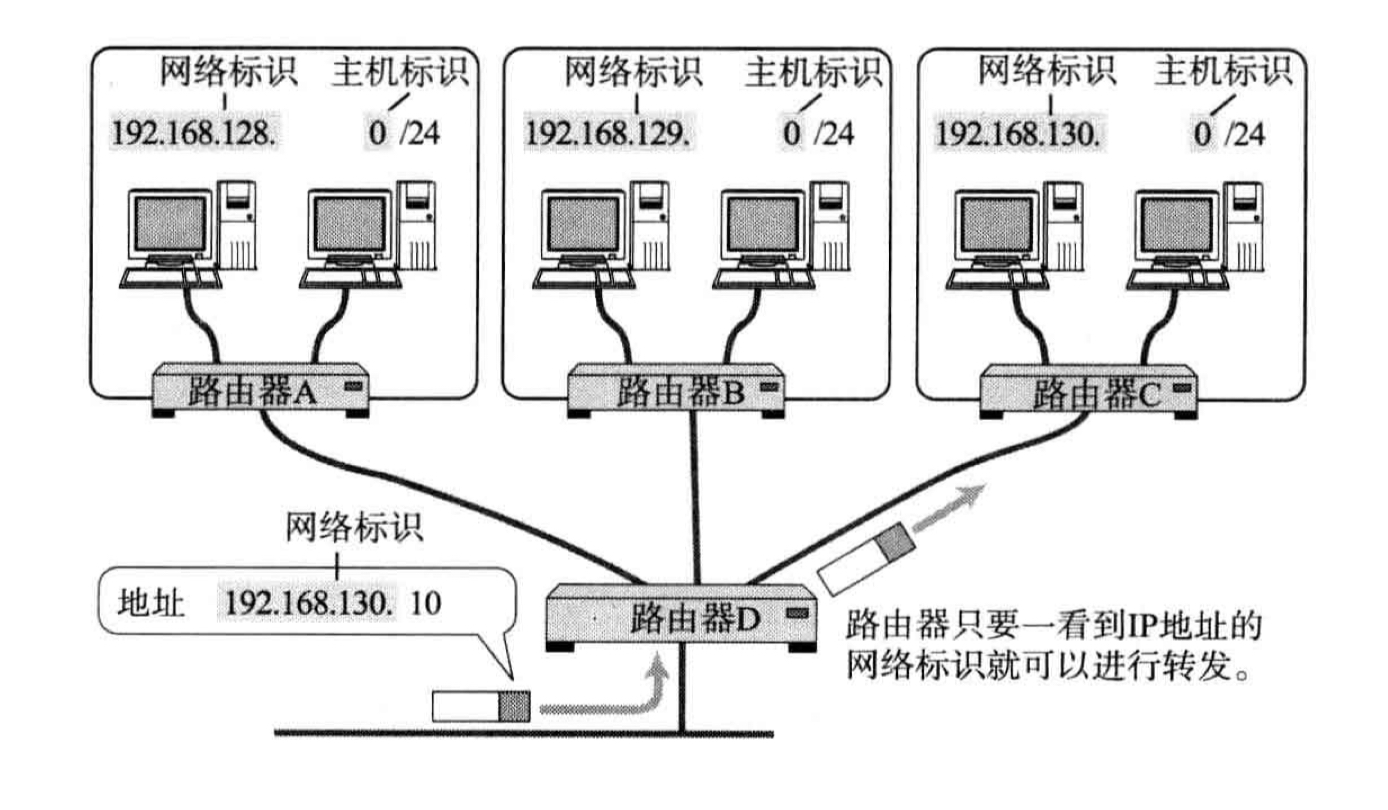 网络标识 主机标识
192.168.128. 0 /24
网络标识 主机标识
192.168.129. 0 /24
网络标识 主机标识
192.168.130. 0 /24
路由器A
路由器B
路由器C
网络标识
地址 192.168.130. 10
路由器D
路由器只要一看到IP地址的
网络标识就可以进行转发。